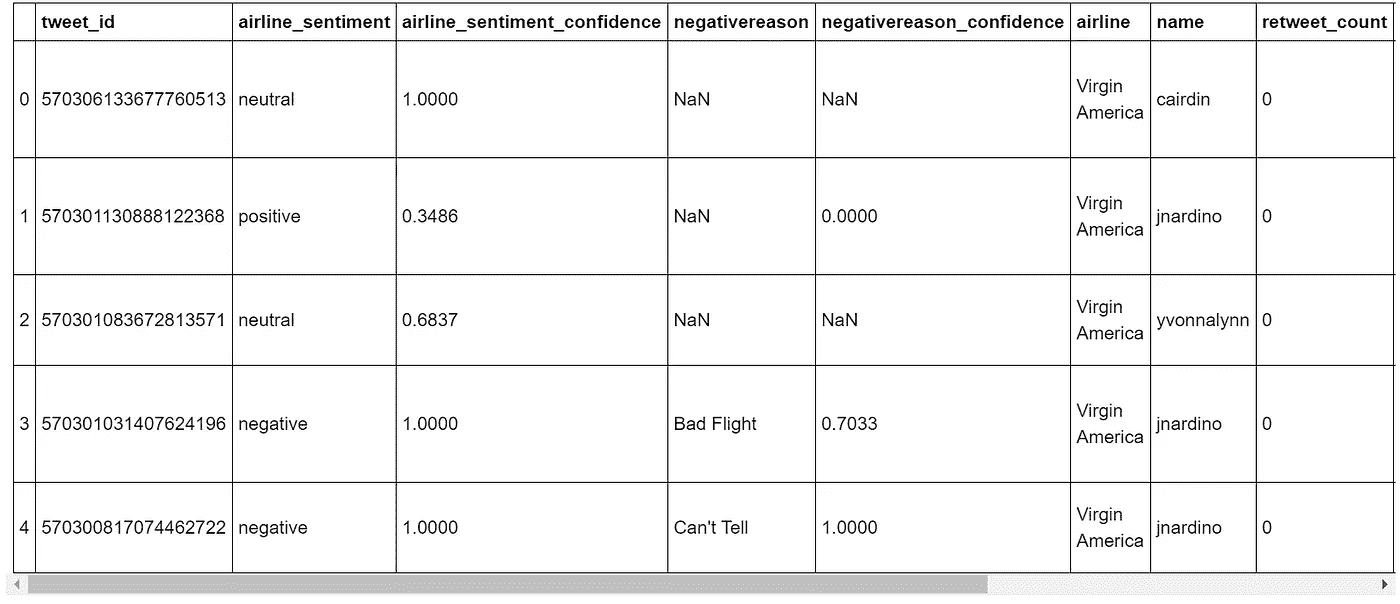 tweet_id airline_sentiment airline_sentiment_confidence negativereason negativereason_confidence airline name retweet_count
0 570306133677760513 neutral 1.0000 NaN NaN Virgin America cairdin 0
1 570301130888122368 positive 0.3486 NaN 0.0000 Virgin America jnardino 0
2 570301083672813571 neutral 0.6837 NaN NaN Virgin America yvonnalynn 0
3 570301031407624196 negative 1.0000 Bad Flight 0.7033 Virgin America jnardino 0
4 570300817074462722 negative 1.0000 Can't Tell 1.0000 Virgin America jnardino 0